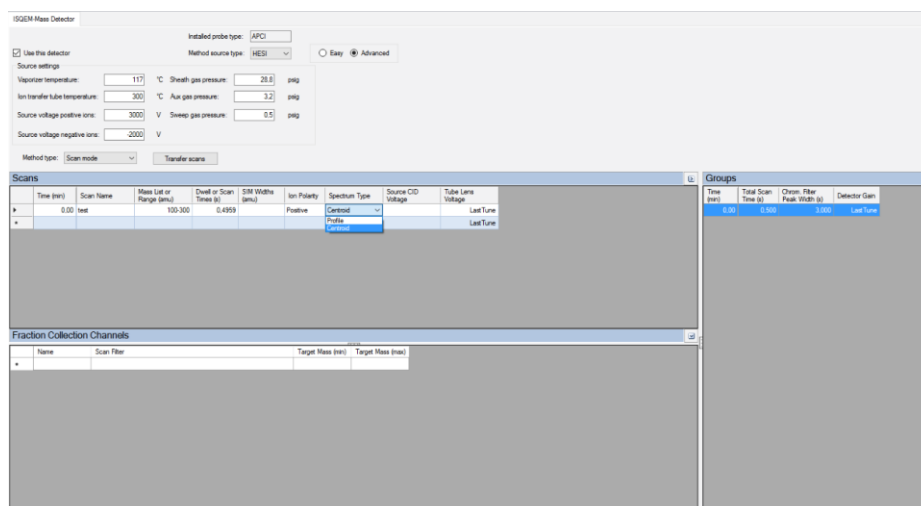 ISQEM-Mass Detector
Installed probe type: APCI
Use this detector Method source type: HESI Easy Advanced
Source settings
Vaporizer temperature: 117 °C Sheath gas pressure: 28.8 psig
Ion transfer tube temperature: 300 °C Aux gas pressure: 3.2 psig
Source voltage positive ions: 3000 V Sweep gas pressure: 0.5 psig
Source voltage negative ions: -2000 V
Method type: Scan mode Transfer scans
Scans
Time (min) Scan Name Mass List or Range (amu) Dwell or Scan Times (s) SIM Widths (amu) Ion Polarity Spectrum Type Source CID Voltage Tube Lens Voltage
0,00 test 100-300 0,4959 Positive Centroid Last Tune
Profile Last Tune
Centroid
Groups
Time (min) Total Scan Time (s) Chrom. Filter Peak Width (s) Detector Gain
0.00 0.500 3.000 Last Tune
Fraction Collection Channels
Name Scan Filter Target Mass (min) Target Mass (max)